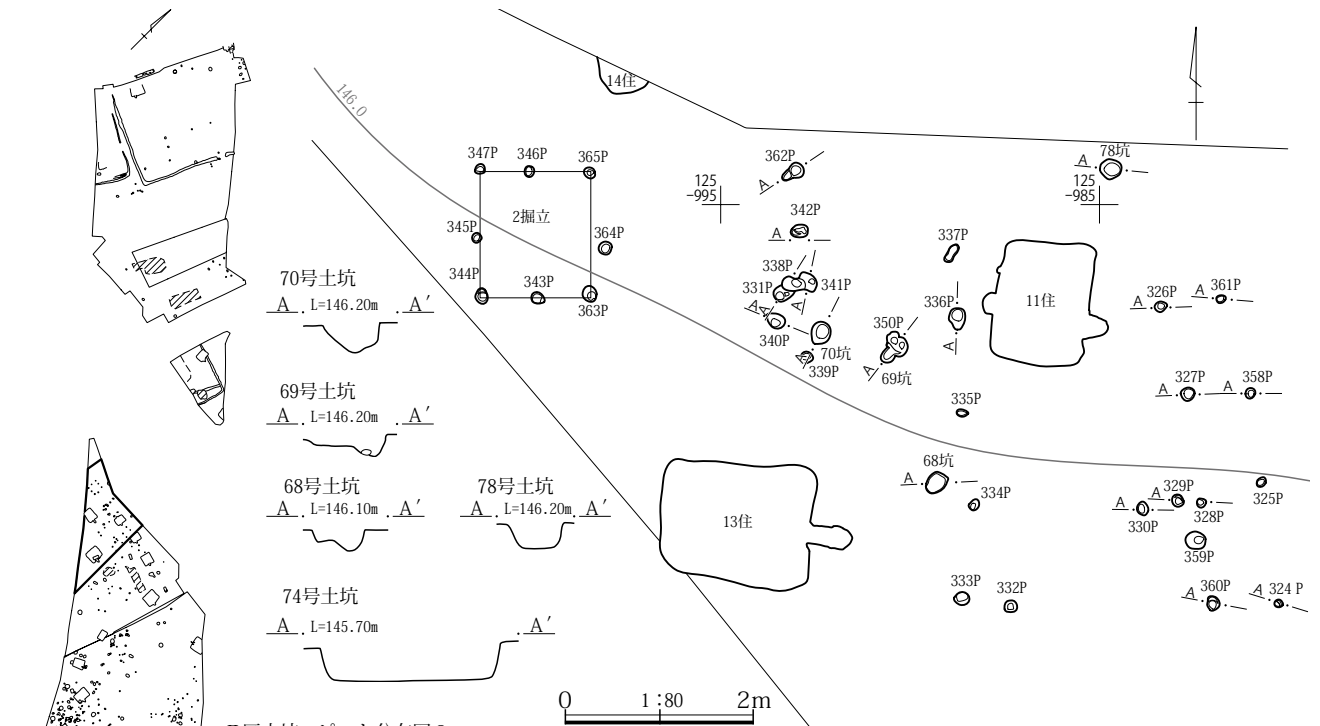 14住
146.0
347P
346P
365P
362P
A
A
78坑
125
-995
125
-985
2掘立
342P
A
345P
364P
337P
338P
341P
331P
A
A
A
344P
343P
363P
336P
A
11住
326P
A
361P
A
340P
70坑
339P
A
350P
A
69坑
335P
327P
A
358P
A
70号土坑
A . L=146.20m . A′
69号土坑
A . L=146.20m . A′
68号土坑
A . L=146.10m . A′
78号土坑
A . L=146.20m . A′
74号土坑
A . L=145.70m . A′
13住
68坑
A
334P
329P
A
328P
A
330P
325P
359P
333P
332P
360P
A
324 P
A
0 1:80 2m